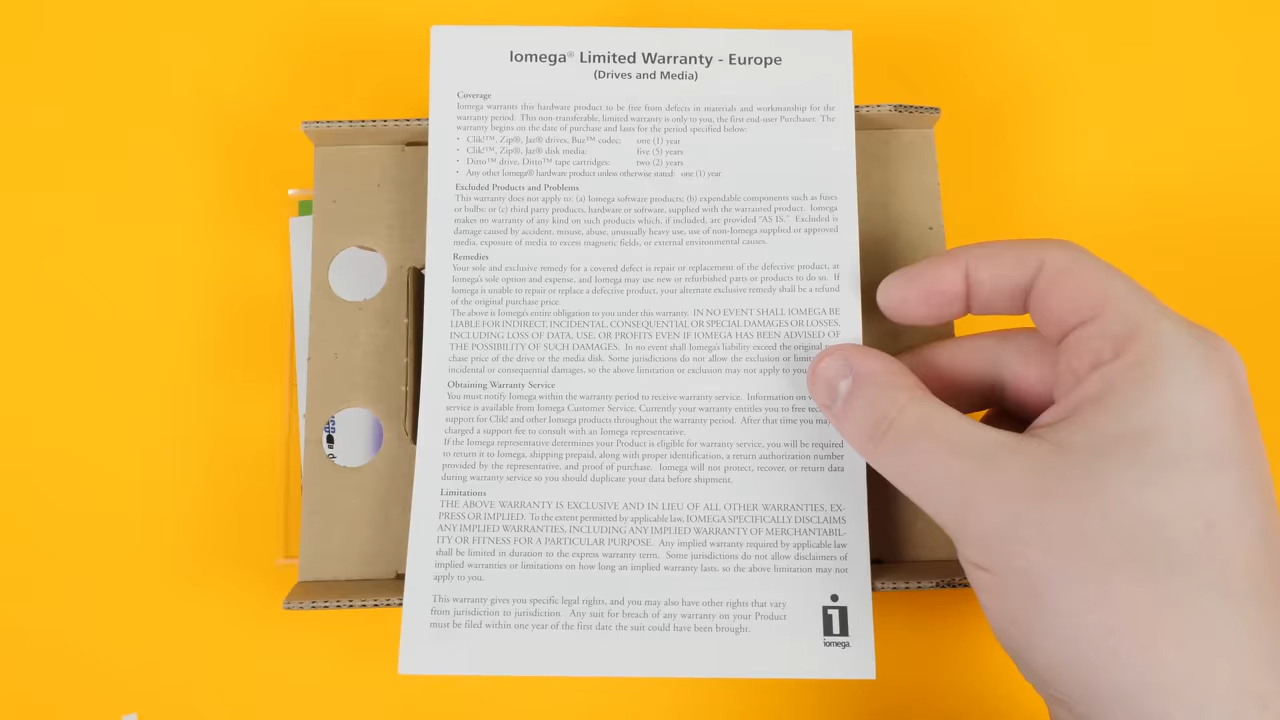 Iomega® Limited Warranty - Europe
(Drives and Media)
Coverage
Iomega warrants this hardware product to be free from defects in materials and workmanship for the
warranty period. This non-transferable, limited warranty is only to you, the first end-user Purchaser. The
warranty begins on the date of purchase and lasts for the period specified below:
• Clik!™, Zip®, Jaz® drives, Buz™ codec: one (1) year
• Clik!™, Zip®, Jaz® disk media: five (5) years
• Ditto™ drive, Ditto™ tape cartridges: two (2) years
• Any other Iomega® hardware product unless otherwise stated: one (1) year
Excluded Products and Problems
This warranty does not apply to: (a) Iomega software products; (b) expendable components such as fuses
or bulbs; or (c) third party products, hardware or software, supplied with the warranted product. Iomega
makes no warranty of any kind on such products which, if included, are provided "AS IS." Excluded is
damage caused by accident, misuse, abuse, unusually heavy use, use of non-Iomega supplied or approved
media, exposure of media to excess magnetic fields, or external environmental causes.
Remedies
Your sole and exclusive remedy for a covered defect is repair or replacement of the defective product, at
Iomega's sole option and expense, and Iomega may use new or refurbished parts or products to do so. If
Iomega is unable to repair or replace a defective product, your alternate exclusive remedy shall be a refund
of the original purchase price.
The above is Iomega's entire obligation to you under this warranty. IN NO EVENT SHALL IOMEGA BE
LIABLE FOR INDIRECT, INCIDENTAL, CONSEQUENTIAL OR SPECIAL DAMAGES OR LOSSES,
INCLUDING LOSS OF DATA, USE, OR PROFITS EVEN IF IOMEGA HAS BEEN ADVISED OF
THE POSSIBILITY OF SUCH DAMAGES. In no event shall Iomega's liability exceed the original pur-
chase price of the drive or the media disk. Some jurisdictions do not allow the exclusion or
incidental or consequential damages, so the above limitation or exclusion may not apply to you
Obtaining Warranty Service
You must notify Iomega within the warranty period to receive warranty service. Information on
service is available from Iomega Customer Service. Currently your warranty entitles you to free
support for Clik! and other Iomega products throughout the warranty period. After that time you may
charged a support fee to consult with an Iomega representative.
If the Iomega representative determines your Product is eligible for warranty service, you will be required
to return it to Iomega, shipping prepaid, along with proper identification, a return authorization number
provided by the representative, and proof of purchase. Iomega will not protect, recover, or return data
during warranty service so you should duplicate your data before shipment.
Limitations
THE ABOVE WARRANTY IS EXCLUSIVE AND IN LIEU OF ALL OTHER WARRANTIES, EX-
PRESS OR IMPLIED. To the extent permitted by applicable law, IOMEGA SPECIFICALLY DISCLAIMS
ANY IMPLIED WARRANTIES, INCLUDING ANY IMPLIED WARRANTY OF MERCHANTABIL-
ITY OR FITNESS FOR A PARTICULAR PURPOSE. Any implied warranty required by applicable law
shall be limited in duration to the express warranty term. Some jurisdictions do not allow disclaimers of
implied warranties or limitations on how long an implied warranty lasts, so the above limitation may not
apply to you.
This warranty gives you specific legal rights, and you may also have other rights that vary
from jurisdiction to jurisdiction. Any suit for breach of any warranty on your Product
must be filed within one year of the first date the suit could have been brought.
iomega.